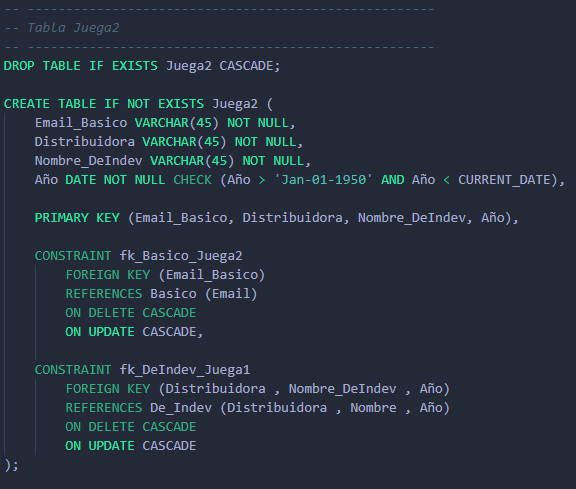 -- ----------------------------------------------------
-- Tabla Juega2
-- ----------------------------------------------------
DROP TABLE IF EXISTS Juega2 CASCADE;
CREATE TABLE IF NOT EXISTS Juega2 (
Email_Basico VARCHAR(45) NOT NULL,
Distribuidora VARCHAR(45) NOT NULL,
Nombre_DeIndev VARCHAR(45) NOT NULL,
Año DATE NOT NULL CHECK (Año > 'Jan-01-1950' AND Año < CURRENT_DATE),
PRIMARY KEY (Email_Basico, Distribuidora, Nombre_DeIndev, Año),
CONSTRAINT fk_Basico_Juega2
FOREIGN KEY (Email_Basico)
REFERENCES Basico (Email)
ON DELETE CASCADE
ON UPDATE CASCADE,
CONSTRAINT fk_DeIndev_Juega1
FOREIGN KEY (Distribuidora , Nombre_DeIndev , Año)
REFERENCES De_Indev (Distribuidora , Nombre , Año)
ON DELETE CASCADE
ON UPDATE CASCADE
);